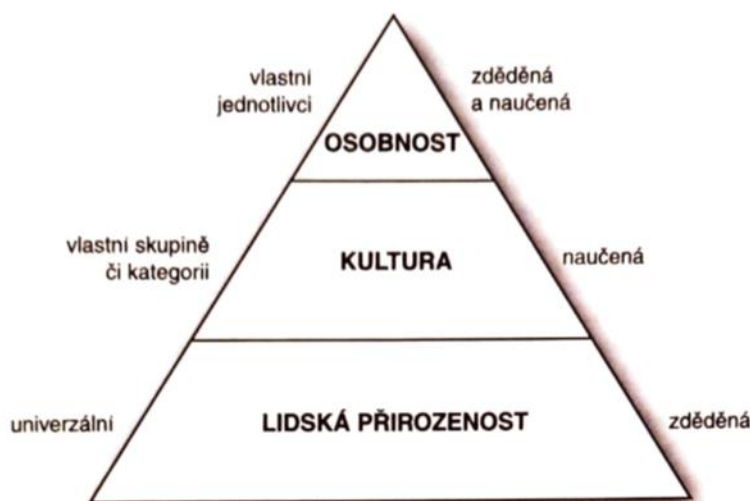 vlastní
jednotlivci
zděděná
a naučená
OSOBNOST
vlastní skupině
či kategorii
KULTURA
naučená
univerzální
LIDSKÁ PŘIROZENOST
zděděná